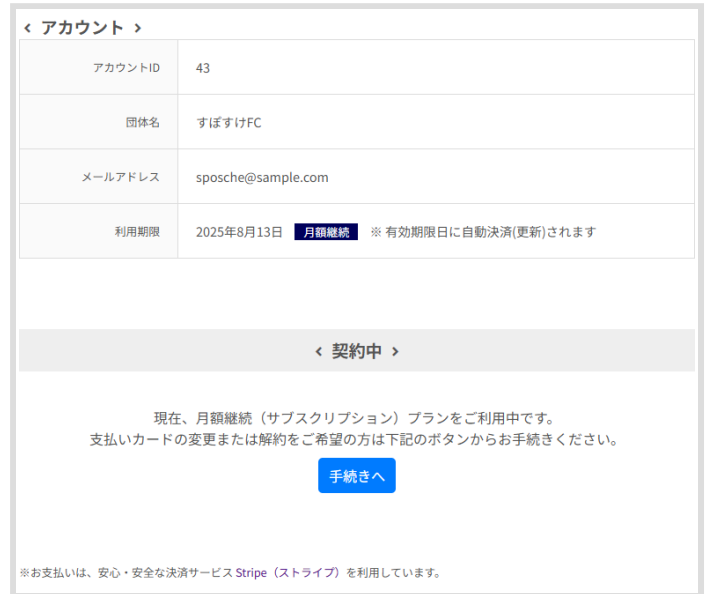 ‹ アカウント ›
アカウントID 43
団体名 すぽすけFC
メールアドレス sposche@sample.com
利用期限 2025年8月13日 月額継続 ※ 有効期限日に自動決済(更新)されます
‹ 契約中 ›
現在、月額継続（サブスクリプション）プランをご利用中です。
支払いカードの変更または解約をご希望の方は下記のボタンからお手続きください。
手続きへ
※お支払いは、安心・安全な決済サービス Stripe（ストライプ）を利用しています。